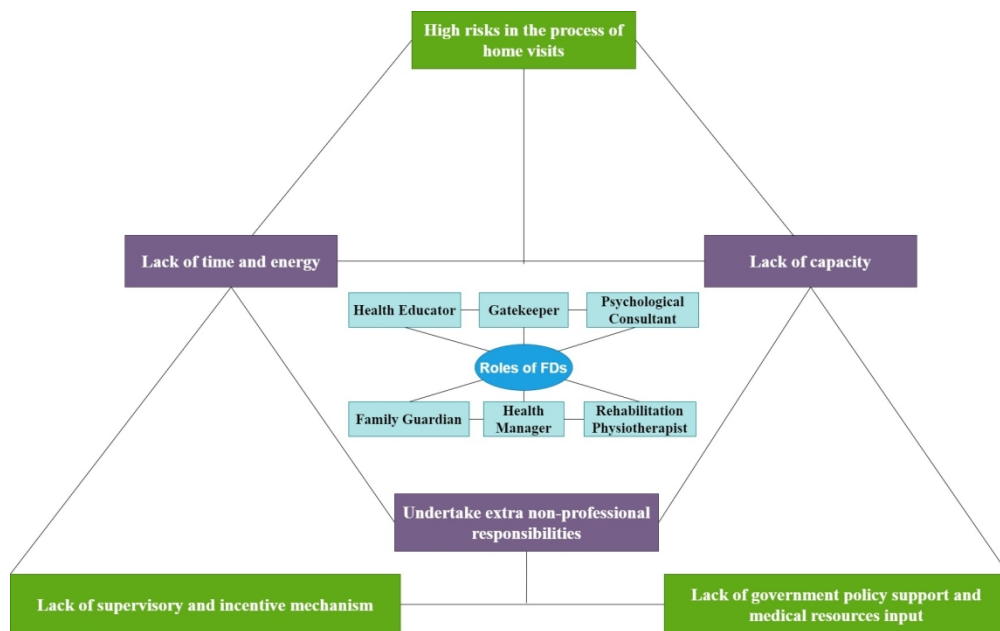 High risks in the process of
home visits
Lack of time and energy
Lack of capacity
Health Educator
Gatekeeper
Psychological
Consultant
Roles of FDs
Family Guardian
Health
Manager
Rehabilitation
Physiotherapist
Undertake extra non-professional
responsibilities
Lack of supervisory and incentive mechanism
Lack of government policy support and
medical resources input